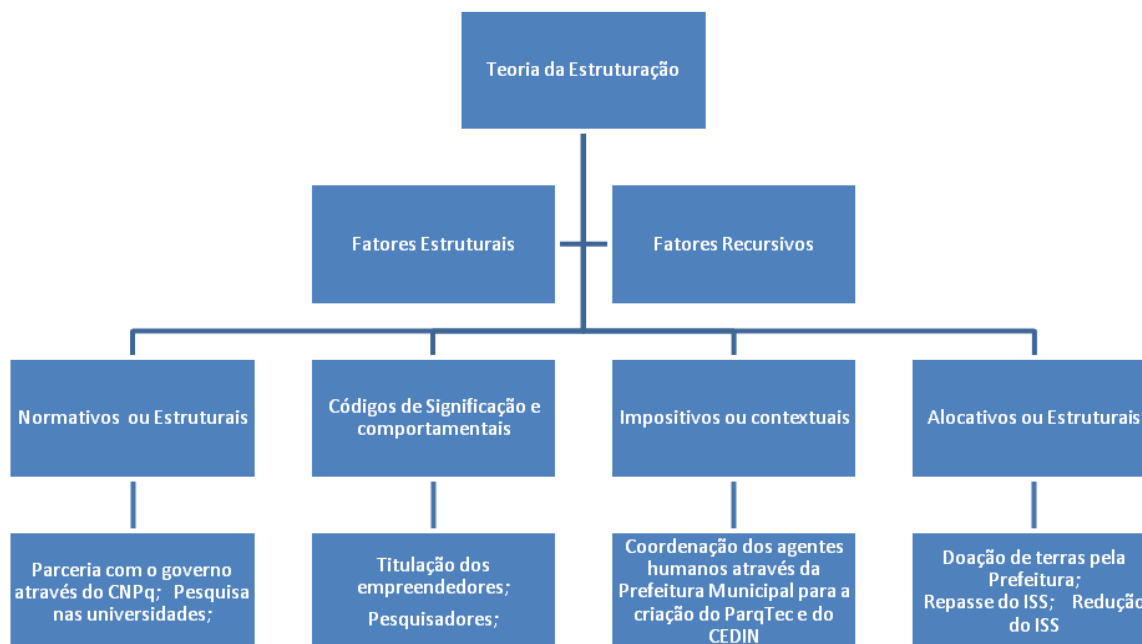 Teoria da Estruturação
Fatores Estruturais
Fatores Recursivos
Normativos ou Estruturais
Códigos de Significação e
comportamentais
Impositivos ou contextuais
Alocativos ou Estruturais
Parceria com o governo
através do CNPq; Pesquisa
nas universidades;
Titulação dos
empreendedores;
Pesquisadores;
Coordenação dos agentes
humanos através da
Prefeitura Municipal para a
criação do ParqTec e do
CEDIN
Doação de terras pela
Prefeitura;
Repasse do ISS; Redução
do ISS